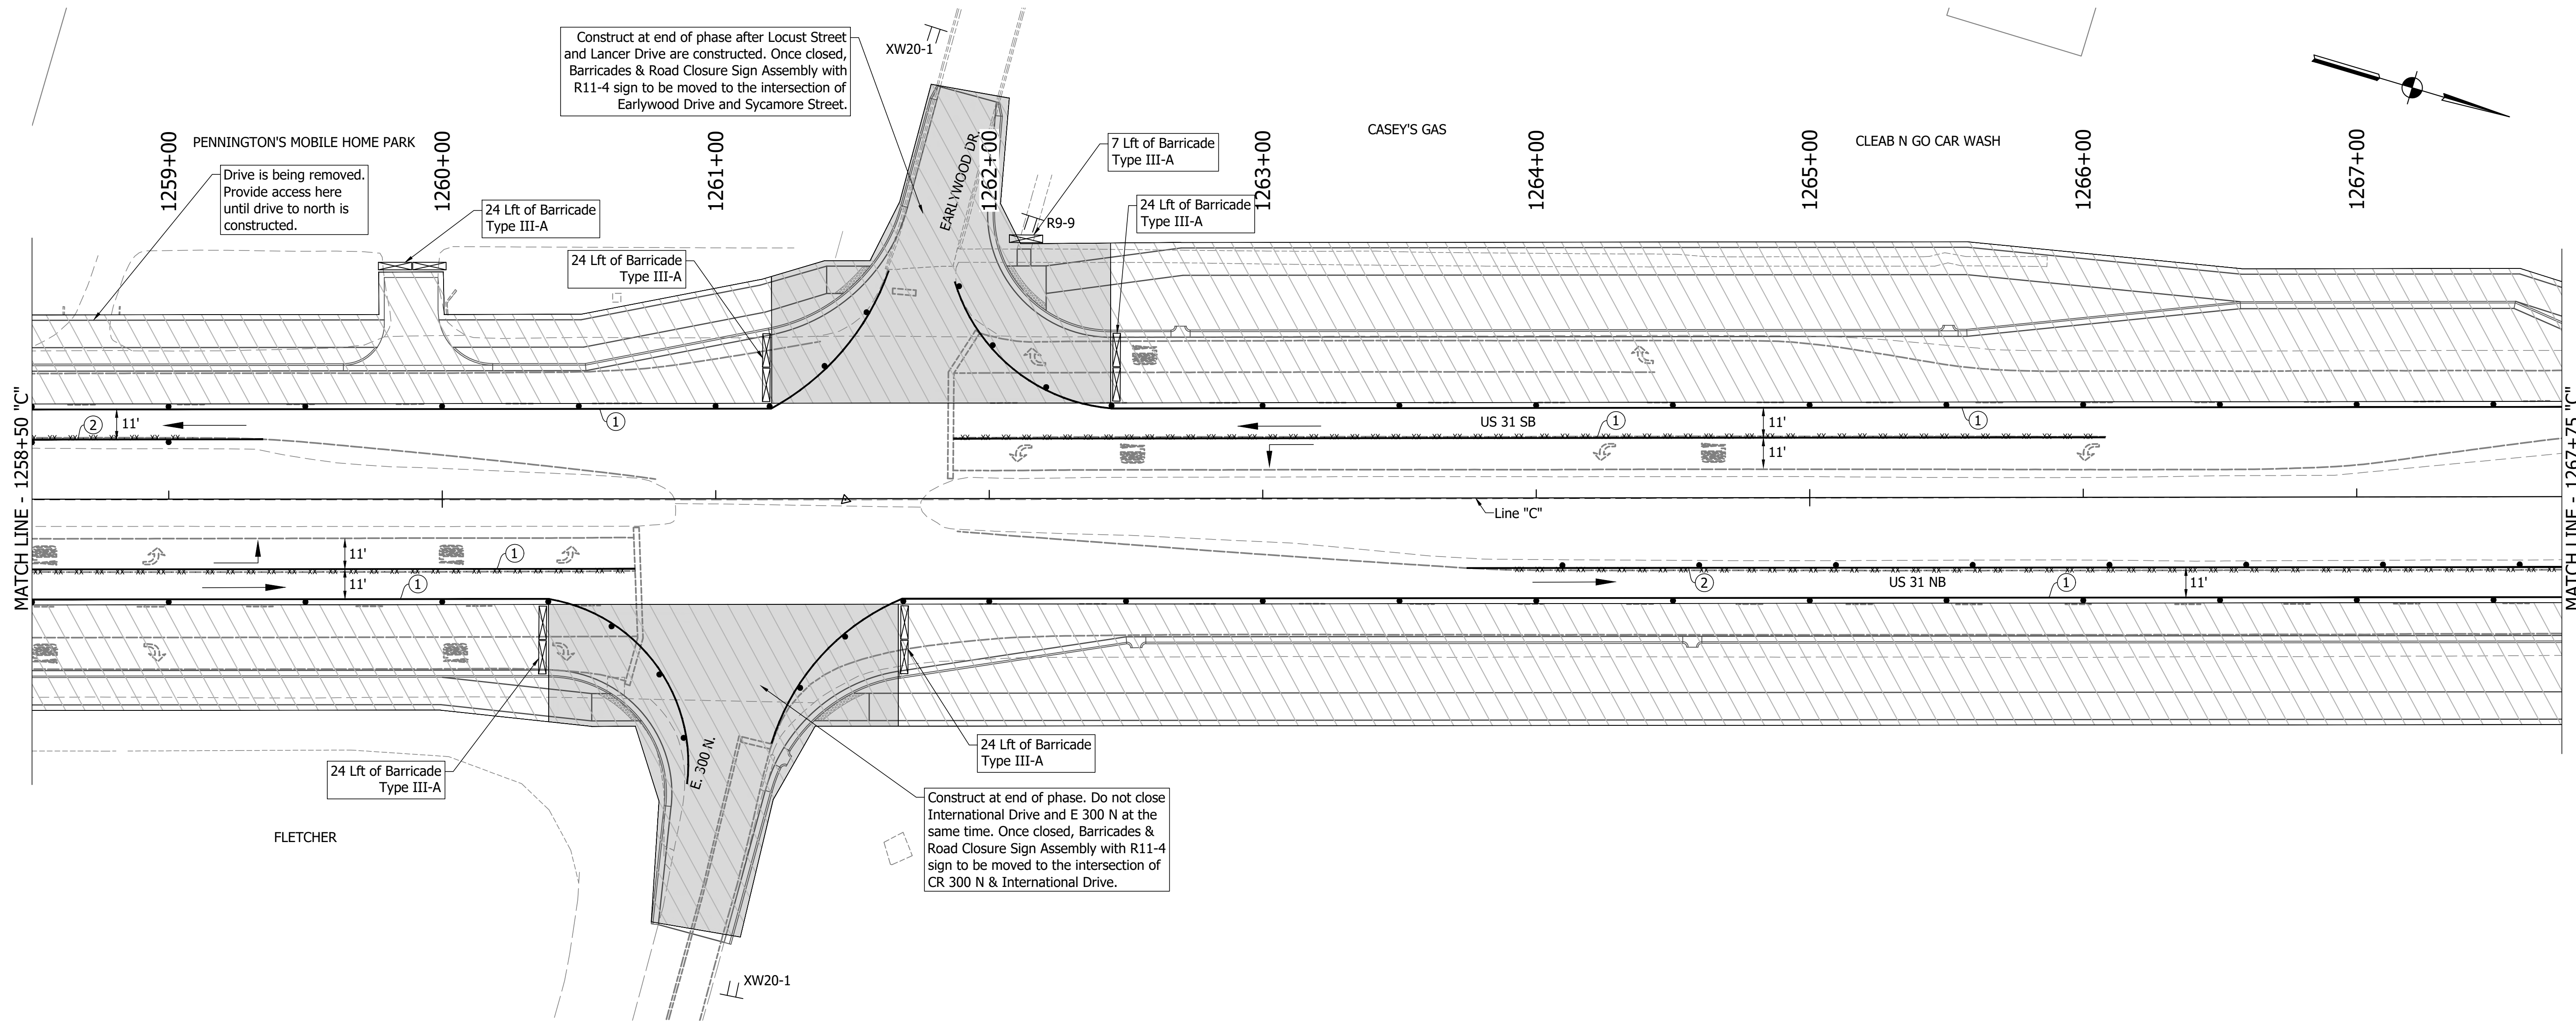 Construct at end of phase after Locust Street
and Lancer Drive are constructed. Once closed,
Barricades & Road Closure Sign Assembly with
R11-4 sign to be moved to the intersection of
Earlywood Drive and Sycamore Street.
XW20-1
PENNINGTON'S MOBILE HOME PARK
CASEY'S GAS
CLEAB N GO CAR WASH
1259+00
1260+00
1261+00
1262+00
1263+00
1264+00
1265+00
1266+00
1267+00
Drive is being removed.
Provide access here
until drive to north is
constructed.
24 Lft of Barricade
Type III-A
24 Lft of Barricade
Type III-A
EARLYWOOD DR.
7 Lft of Barricade
Type III-A
24 Lft of Barricade
Type III-A
R9-9
MATCH LINE - 1258+50 "C"
2
11'
1
US 31 SB
1
11'
11'
1
MATCH LINE - 1267+75 "C"
Line "C"
11'
11'
1
1
2
US 31 NB
1
11'
E. 300 N.
24 Lft of Barricade
Type III-A
24 Lft of Barricade
Type III-A
Construct at end of phase. Do not close
International Drive and E 300 N at the
same time. Once closed, Barricades &
Road Closure Sign Assembly with R11-4
sign to be moved to the intersection of
CR 300 N & International Drive.
FLETCHER
XW20-1